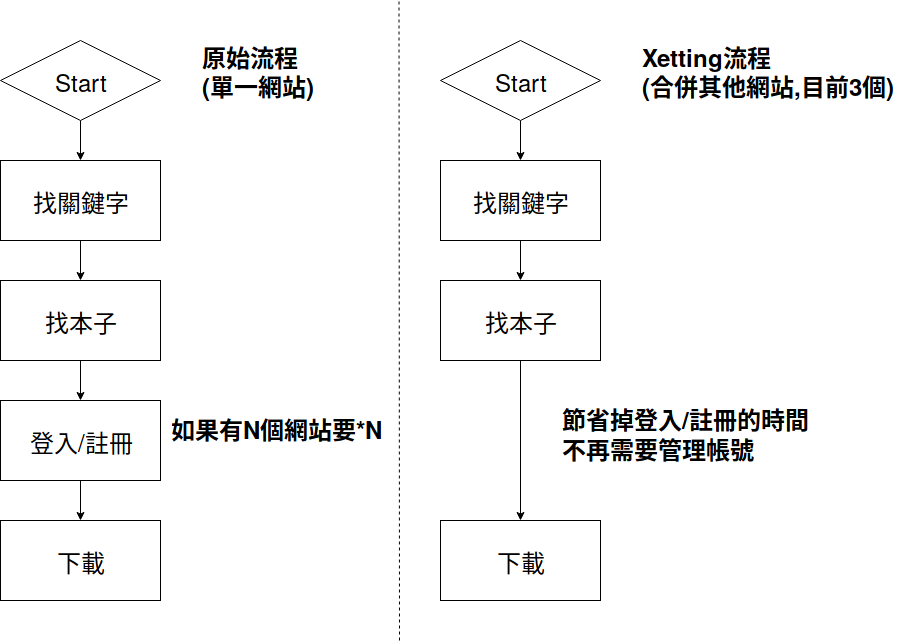 原始流程
(單一網站)
Start
找關鍵字
找本子
登入/註冊
如果有N個網站要*N
下載
Xetting流程
(合併其他網站,目前3個)
Start
找關鍵字
找本子
節省掉登入/註冊的時間
不再需要管理帳號
下載